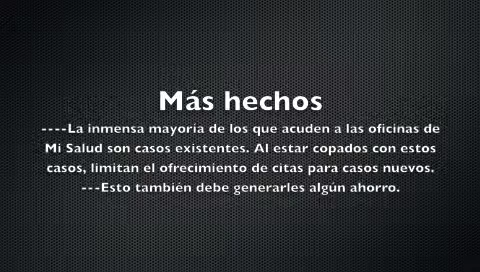 Más hechos
----La inmensa mayoría de los que acuden a las oficinas de
Mi Salud son casos existentes. Al estar copados con estos
casos, limitan el ofrecimiento de citas para casos nuevos.
---Esto también debe generarles algún ahorro.